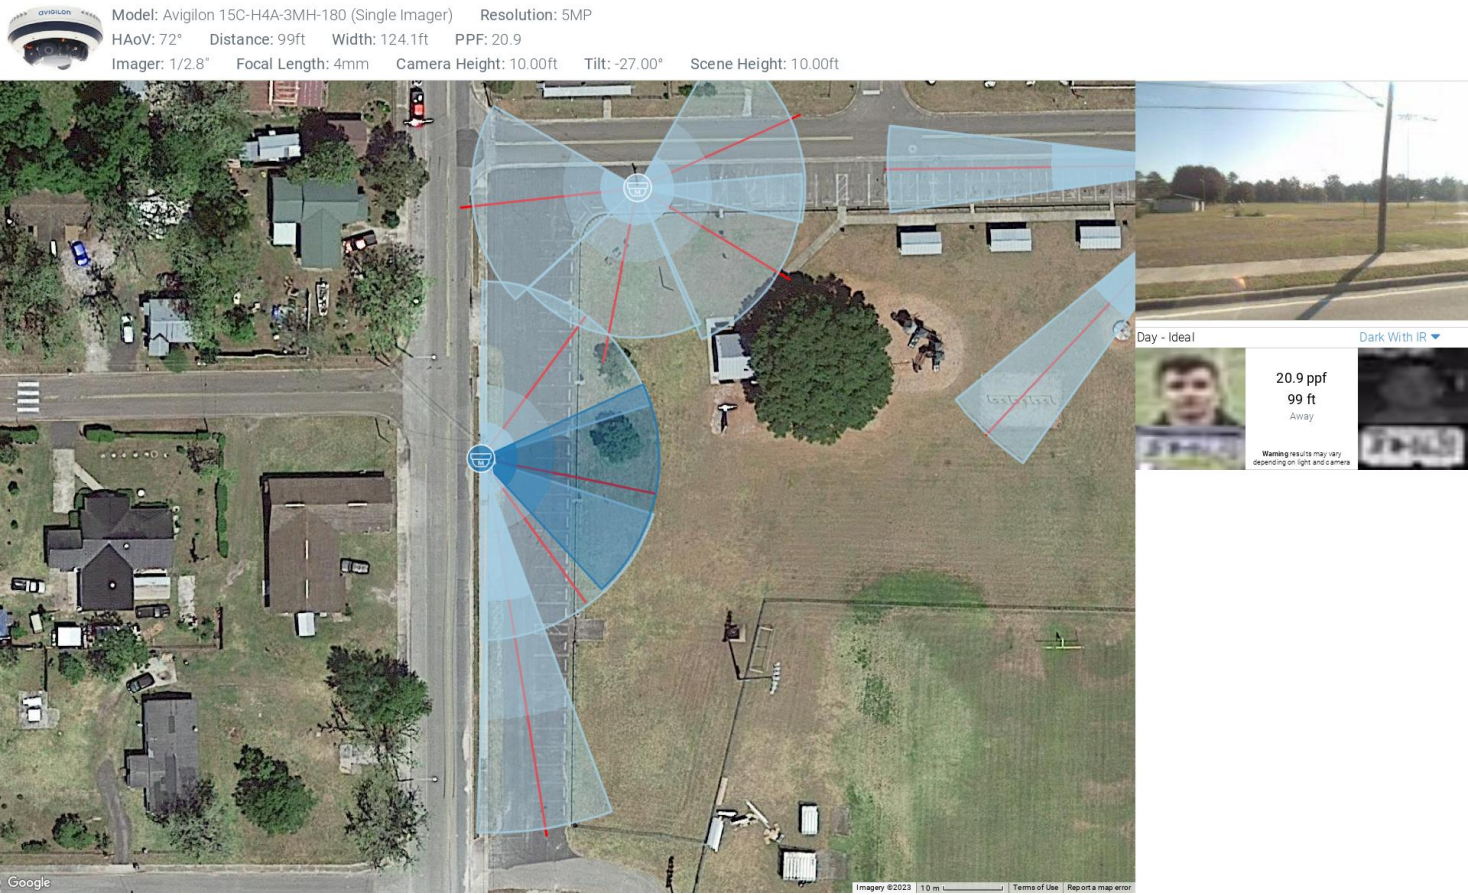 AVIGILON
Model: Avigilon 15C-H4A-3MH-180 (Single Imager) Resolution: 5MP
HAoV: 72° Distance: 99ft Width: 124.1ft PPF: 20.9
Imager: 1/2.8" Focal Length: 4mm Camera Height: 10.00ft Tilt: -27.00° Scene Height: 10.00ft
M
M
Day - Ideal Dark With IR
20.9 ppf
99 ft
Away
Warning results may vary
depending on light and camera
Google
Imagery ©2023 10 m Terms of Use Report a map error